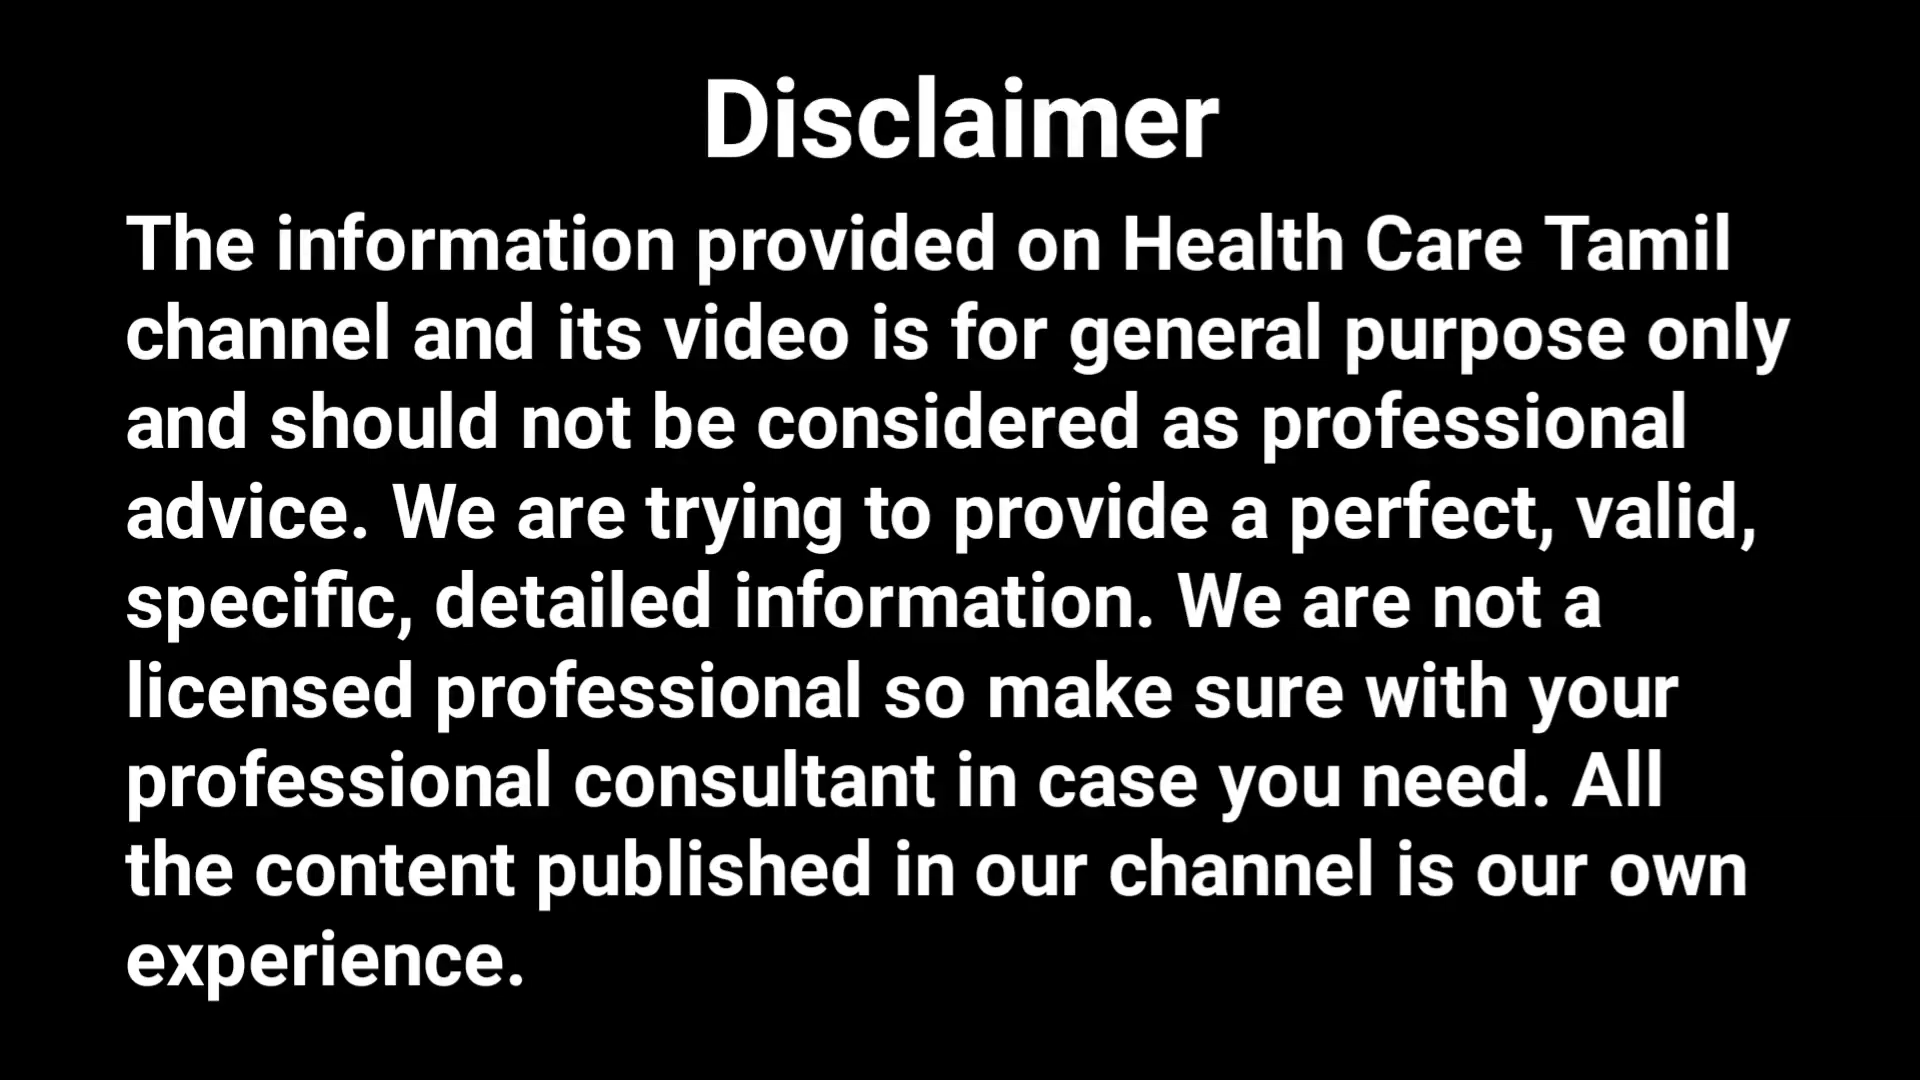 Disclaimer
The information provided on Health Care Tamil
channel and its video is for general purpose only
and should not be considered as professional
advice. We are trying to provide a perfect, valid,
specific, detailed information. We are not a
licensed professional so make sure with your
professional consultant in case you need. All
the content published in our channel is our own
experience.